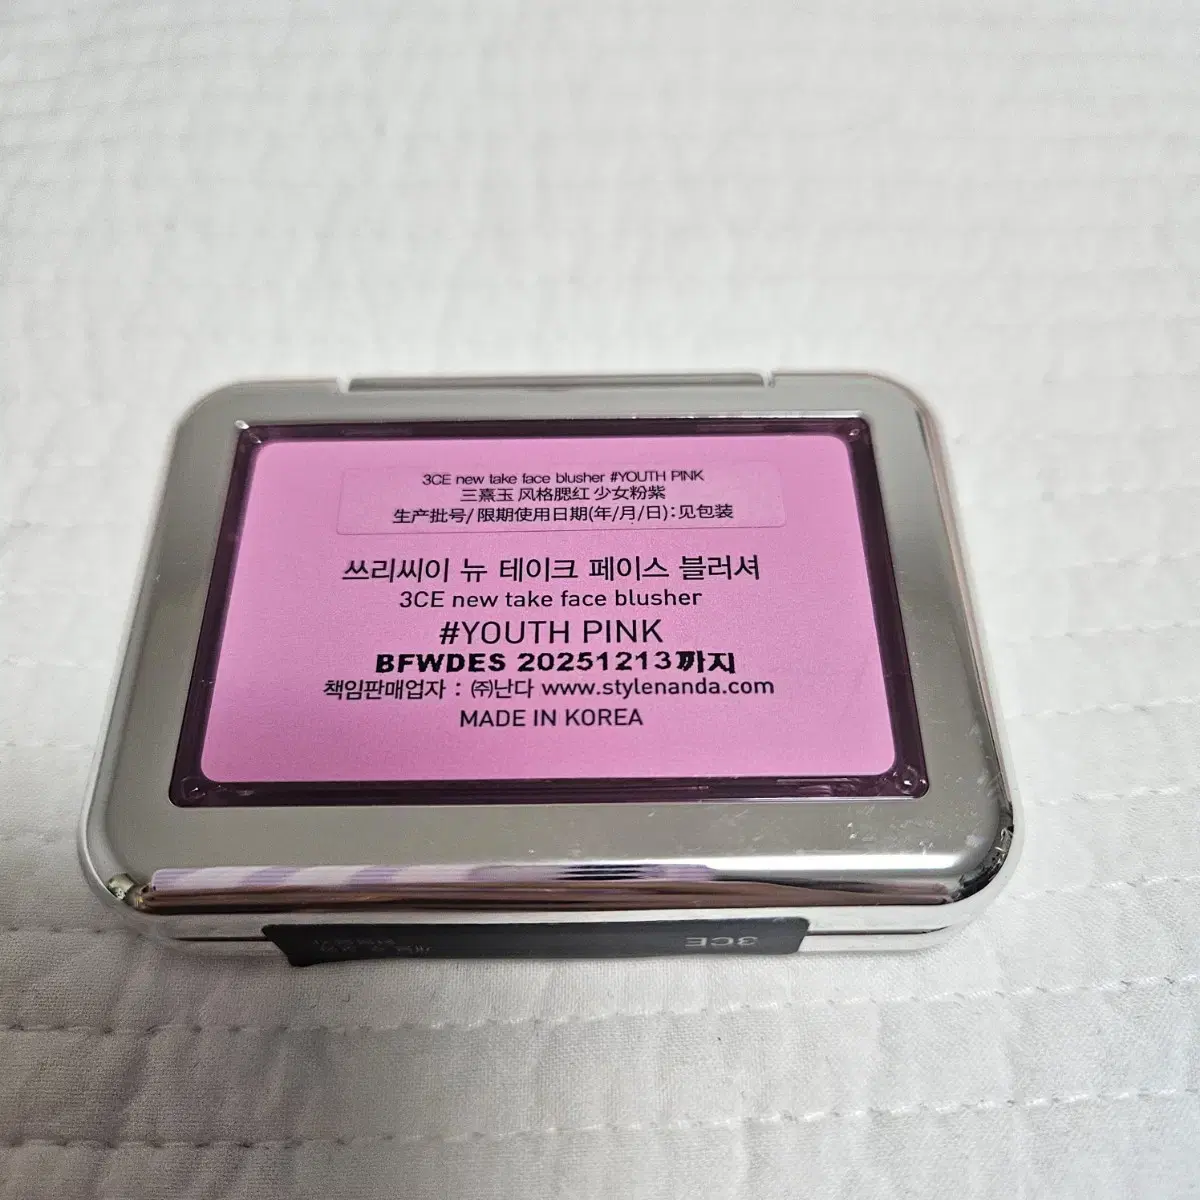 3CE new take face blusher #YOUTH PINK
三熹玉 风格腮红 少女粉紫
生产批号/ 限期使用日期(年/月/日):见包装
쓰리씨이 뉴 테이크 페이스 블러셔
3CE new take face blusher
#YOUTH PINK
BFWDES 20251213까지
책임판매업자 : ㈜난다 www.stylenanda.com
MADE IN KOREA
3CE